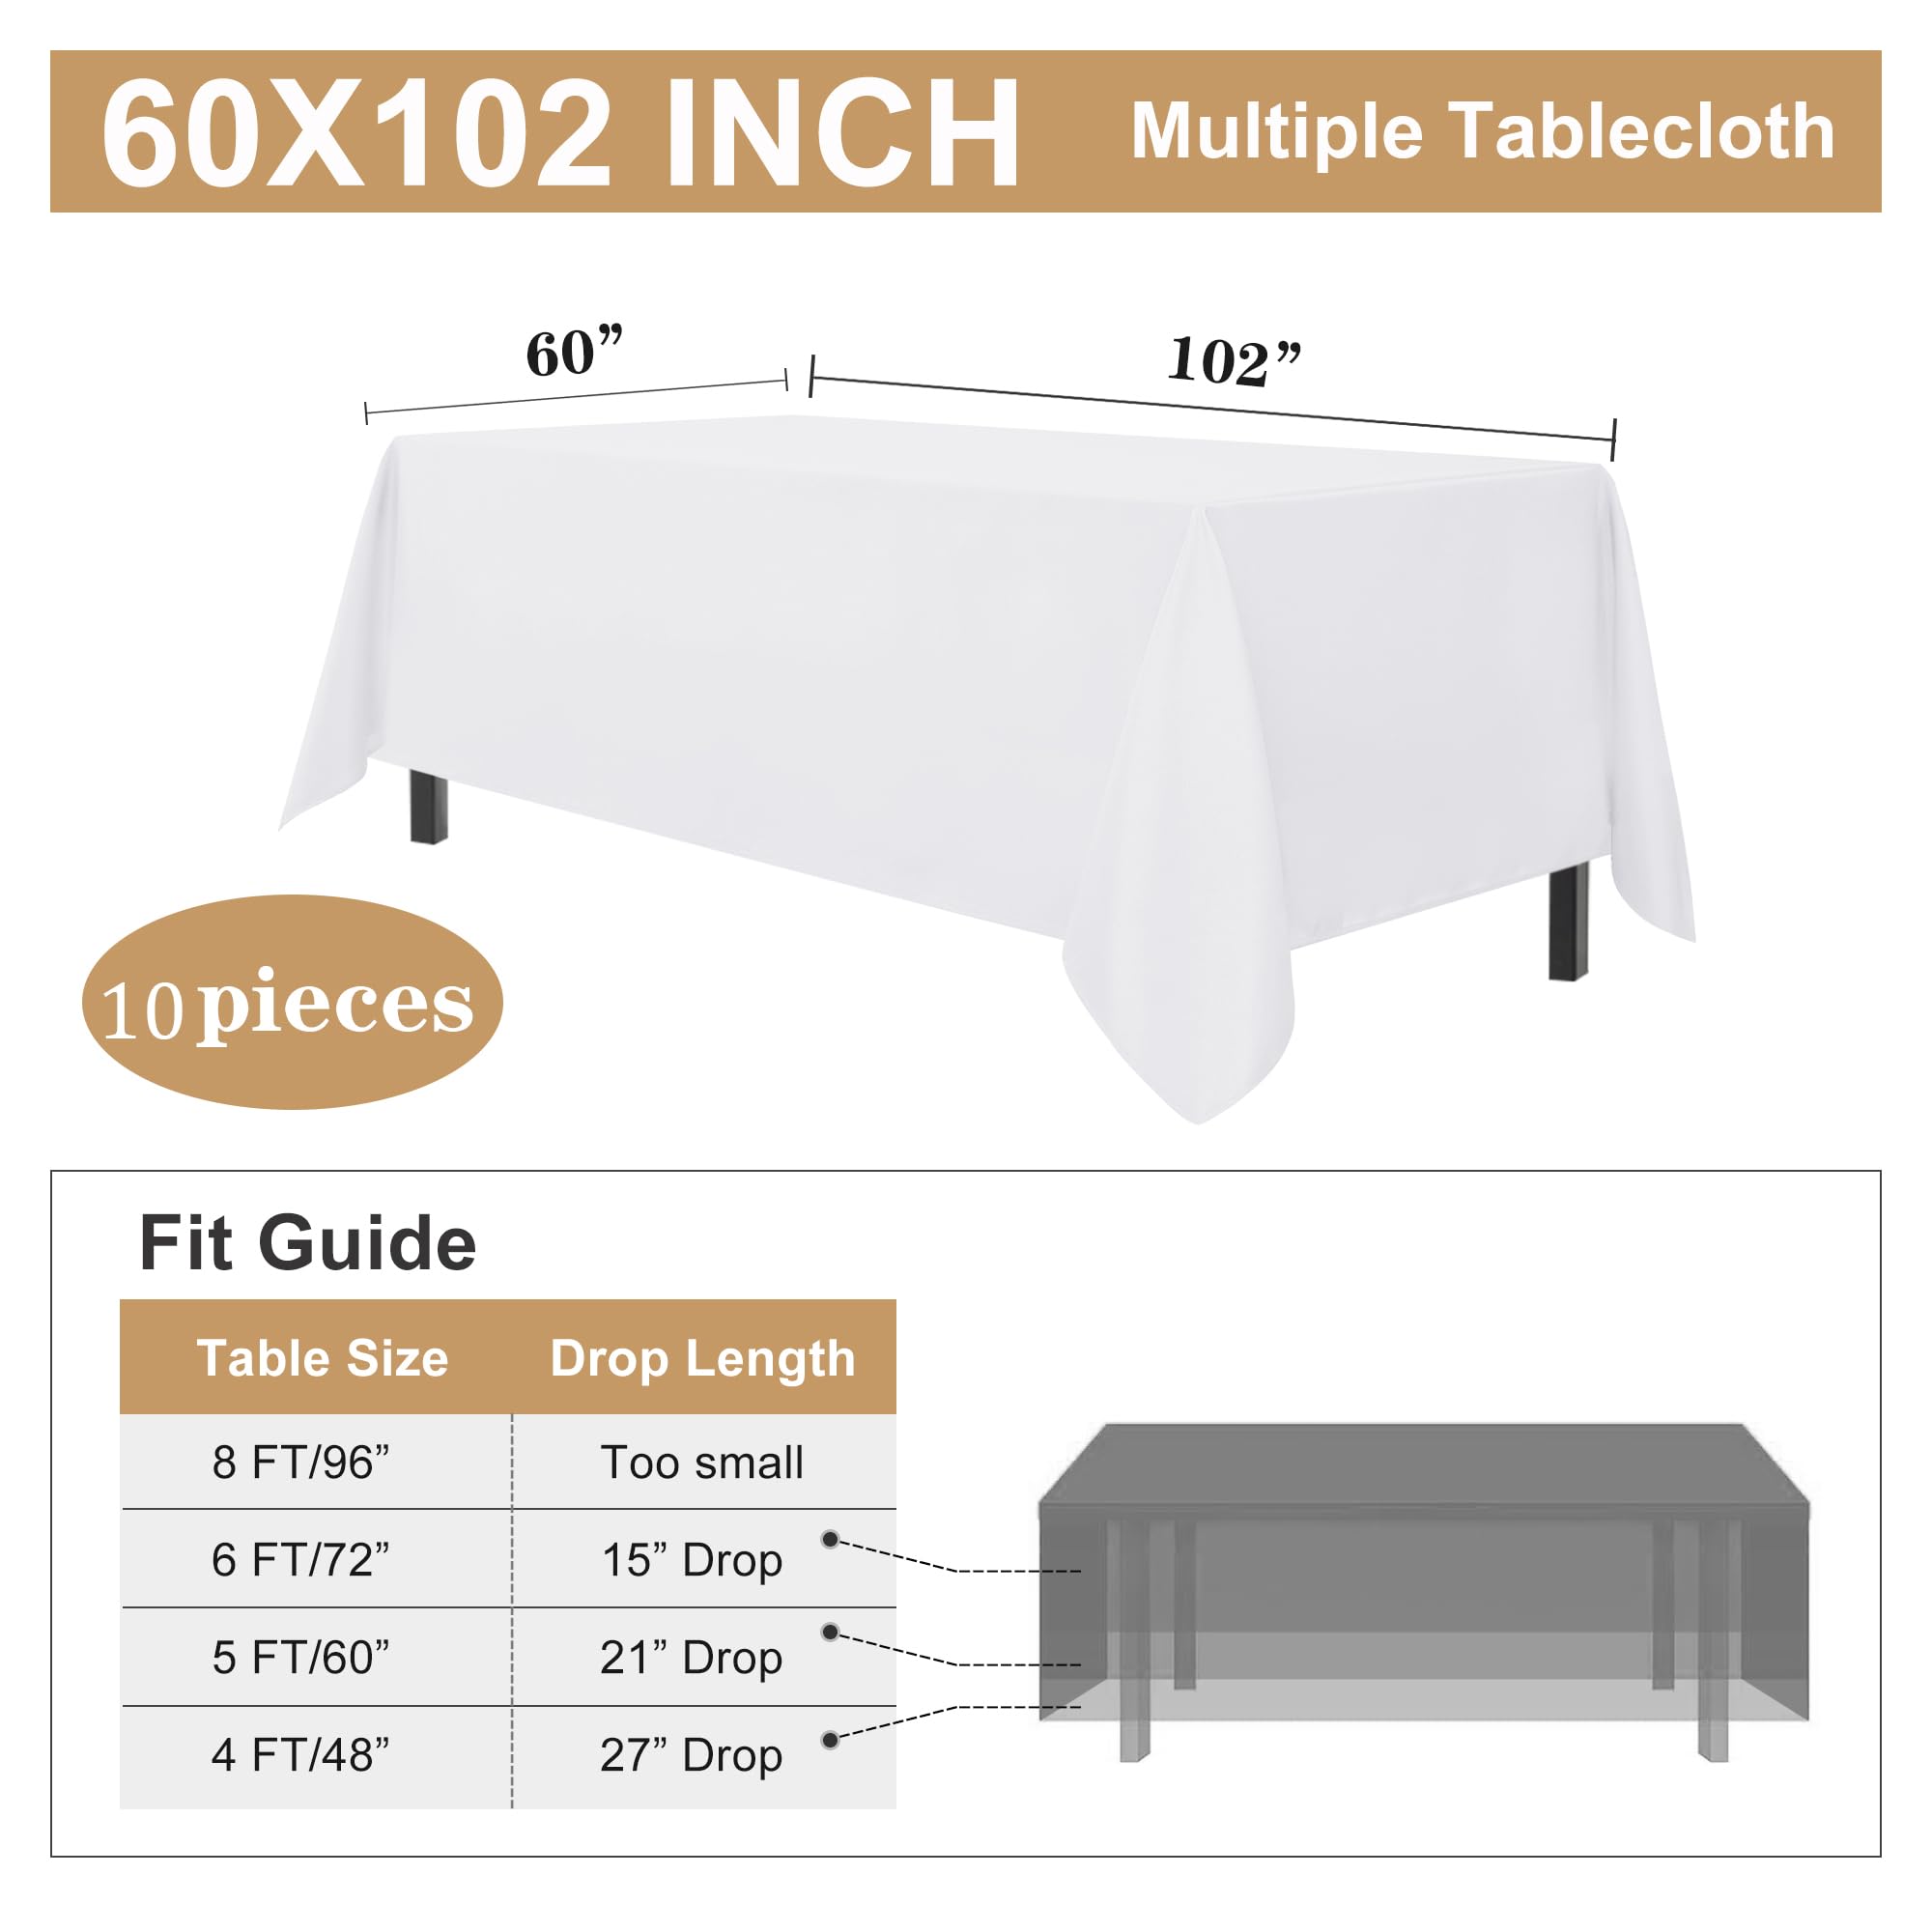 60X102 INCH Multiple Tablecloth
60”
102”
10 pieces
Fit Guide
Table Size Drop Length
8 FT/96” Too small
6 FT/72” 15” Drop
5 FT/60” 21” Drop
4 FT/48” 27” Drop